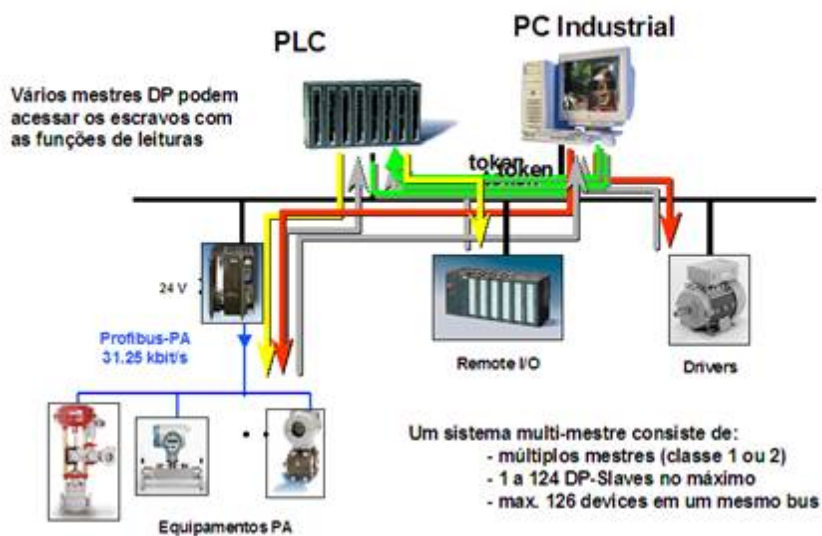 PLC
PC Industrial
Vários mestres DP podem
acessar os escravos com
as funções de leituras
token
token
24 V
Profibus-PA
31.25 kbit/s
Remote I/O
Drivers
Um sistema multi-mestre consiste de:
- múltiplos mestres (classe 1 ou 2)
- 1 a 124 DP-Slaves no máximo
- max. 126 devices em um mesmo bus
Equipamentos PA